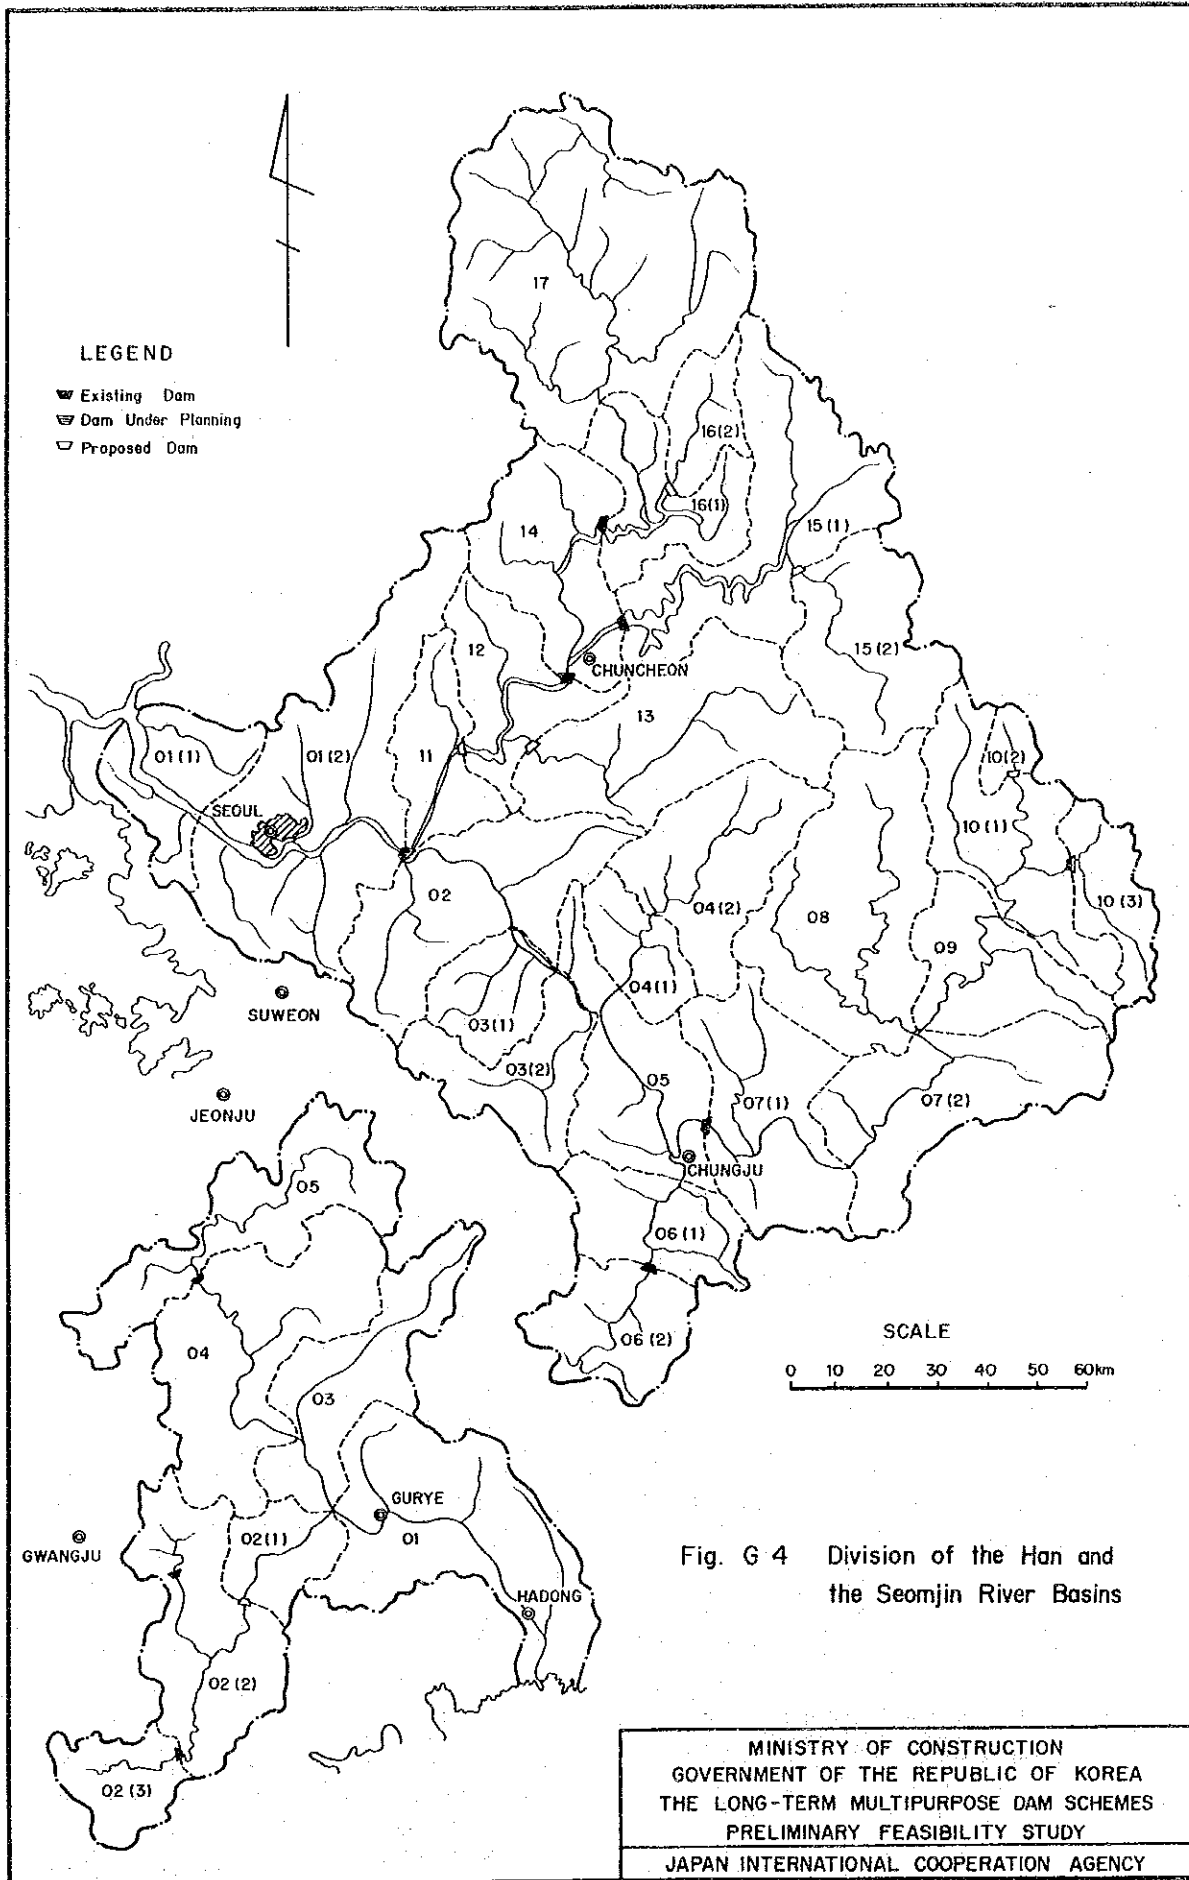 LEGEND
Existing Dam
Dam Under Planning
Proposed Dam
17
16(2)
16(1)
15(1)
14
12
CHUNCHEON
15(2)
13
01(1)
01(2)
11
10(2)
SEOUL
10(1)
02
04(2)
08
10(3)
09
SUWEON
04(1)
03(1)
03(2)
05
JEONJU
07(1)
07(2)
CHUNGJU
05
06(1)
06(2)
SCALE
0 10 20 30 40 50 60km
04
03
GURYE
GWANGJU
02(1)
01
HADONG
02(2)
02(3)
Fig. G 4 Division of the Han and
the Seomjin River Basins
MINISTRY OF CONSTRUCTION
GOVERNMENT OF THE REPUBLIC OF KOREA
THE LONG-TERM MULTIPURPOSE DAM SCHEMES
PRELIMINARY FEASIBILITY STUDY
JAPAN INTERNATIONAL COOPERATION AGENCY